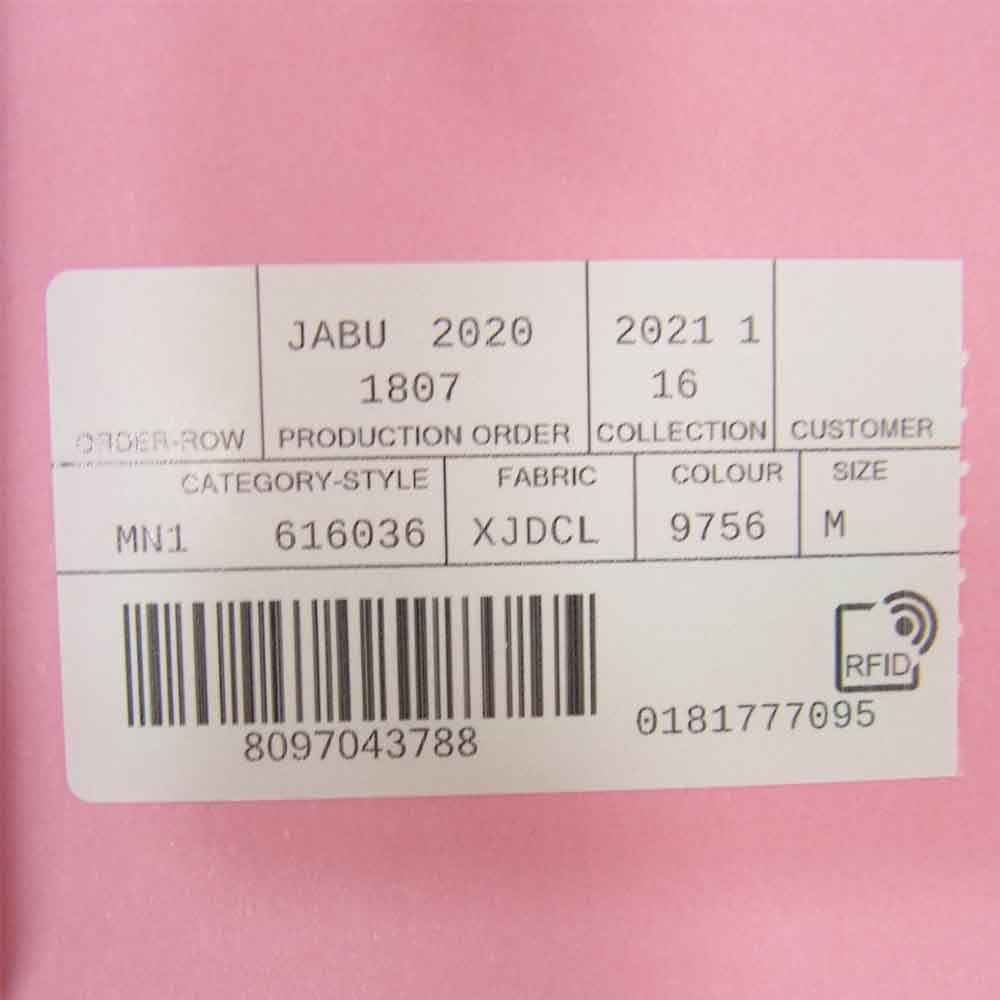 JABU 2020
1807
2021 1
16
ORDER-ROW PRODUCTION ORDER COLLECTION CUSTOMER
CATEGORY-STYLE FABRIC COLOUR SIZE
MN1 616036 XJDCL 9756 M
RFID
8097043788
0181777095